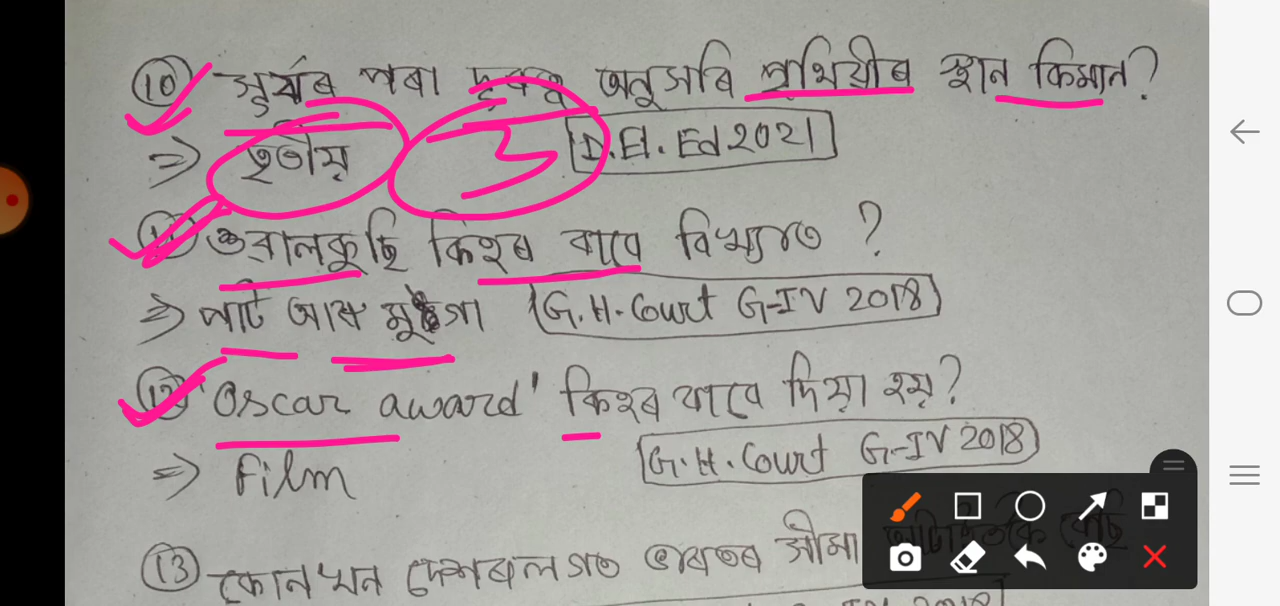 (10) সূৰ্যৰ পৰা দূৰত্ব অনুসৰি পৃথিৱীৰ স্থান কিমান?
⇒ তৃতীয় 3 [D.El.Ed 2021]
(11) শুৱালকুছি কিহৰ বাবে বিখ্যাত ?
⇒ পাট আৰু মুগা [G.H.Court G-IV 2018]
(12) 'Oscar award' কিহৰ বাবে দিয়া হয়?
⇒ Film [G.H.Court G-IV 2018]
(13) কোনখন দেশৰ লগত ভাৰতৰ সীমা